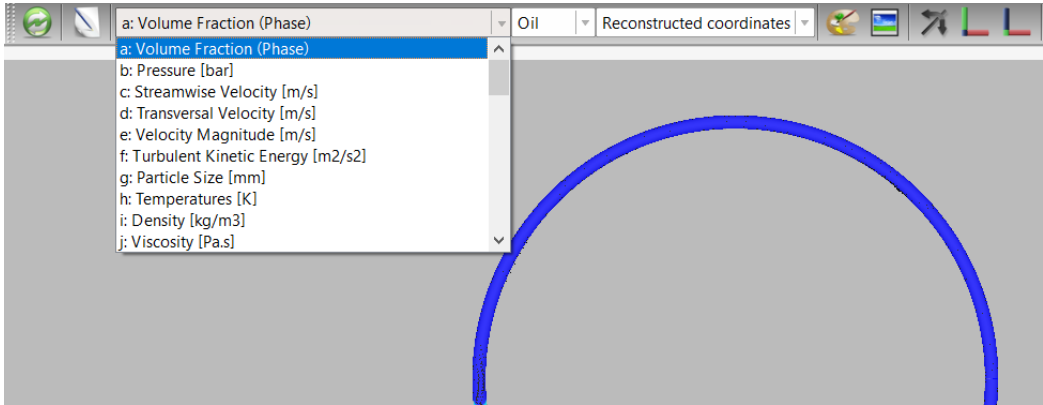 a: Volume Fraction (Phase) Oil Reconstructed coordinates
a: Volume Fraction (Phase)
b: Pressure [bar]
c: Streamwise Velocity [m/s]
d: Transversal Velocity [m/s]
e: Velocity Magnitude [m/s]
f: Turbulent Kinetic Energy [m2/s2]
g: Particle Size [mm]
h: Temperatures [K]
i: Density [kg/m3]
j: Viscosity [Pa.s]